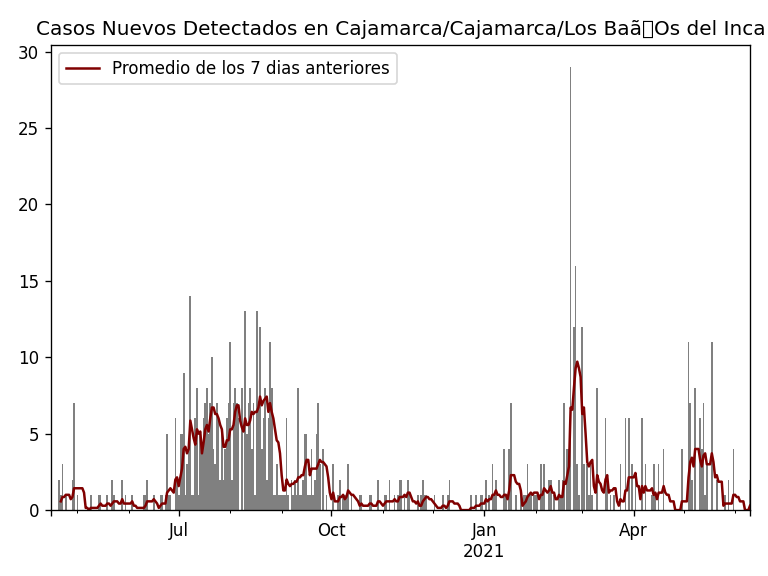 Casos Nuevos Detectados en Cajamarca/Cajamarca/Los Baã▯Os del Inca
Promedio de los 7 dias anteriores
30
25
20
15
10
5
0
Jul
Oct
Jan
2021
Apr